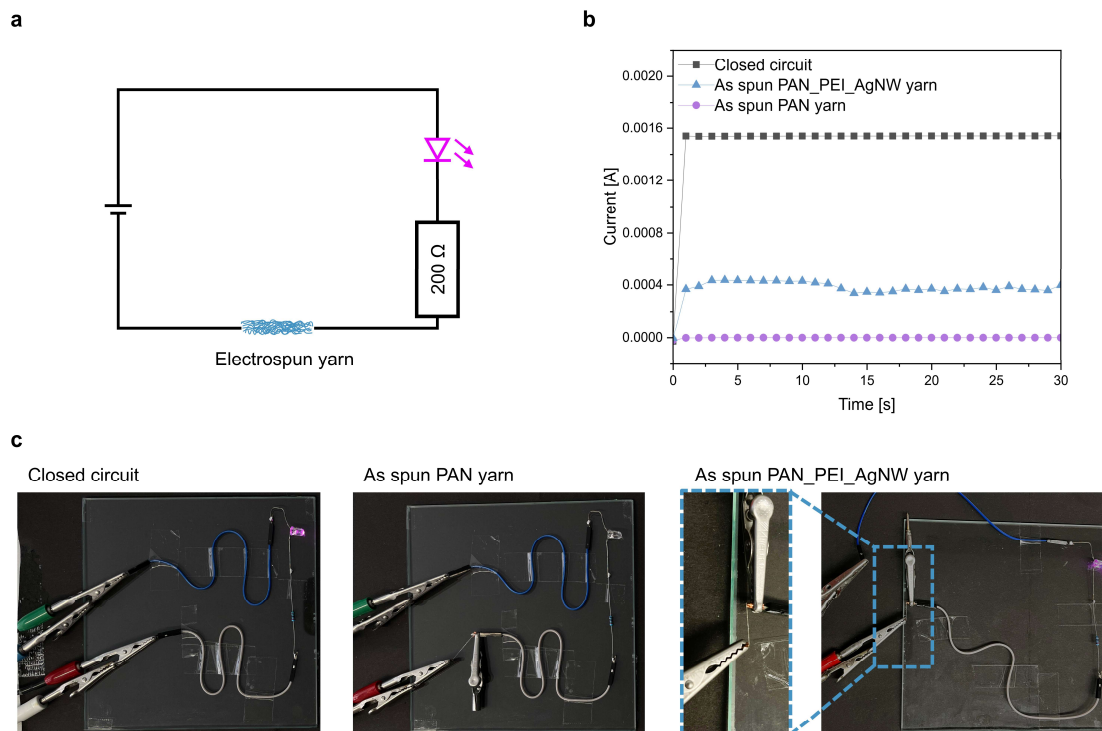 a
200 Ω
Electrospun yarn
b
Closed circuit
As spun PAN_PEI_AgNW yarn
As spun PAN yarn
0.0020
0.0016
0.0012
0.0008
0.0004
0.0000
Current [A]
0
5
10
15
20
25
30
Time [s]
c
Closed circuit
As spun PAN yarn
As spun PAN_PEI_AgNW yarn